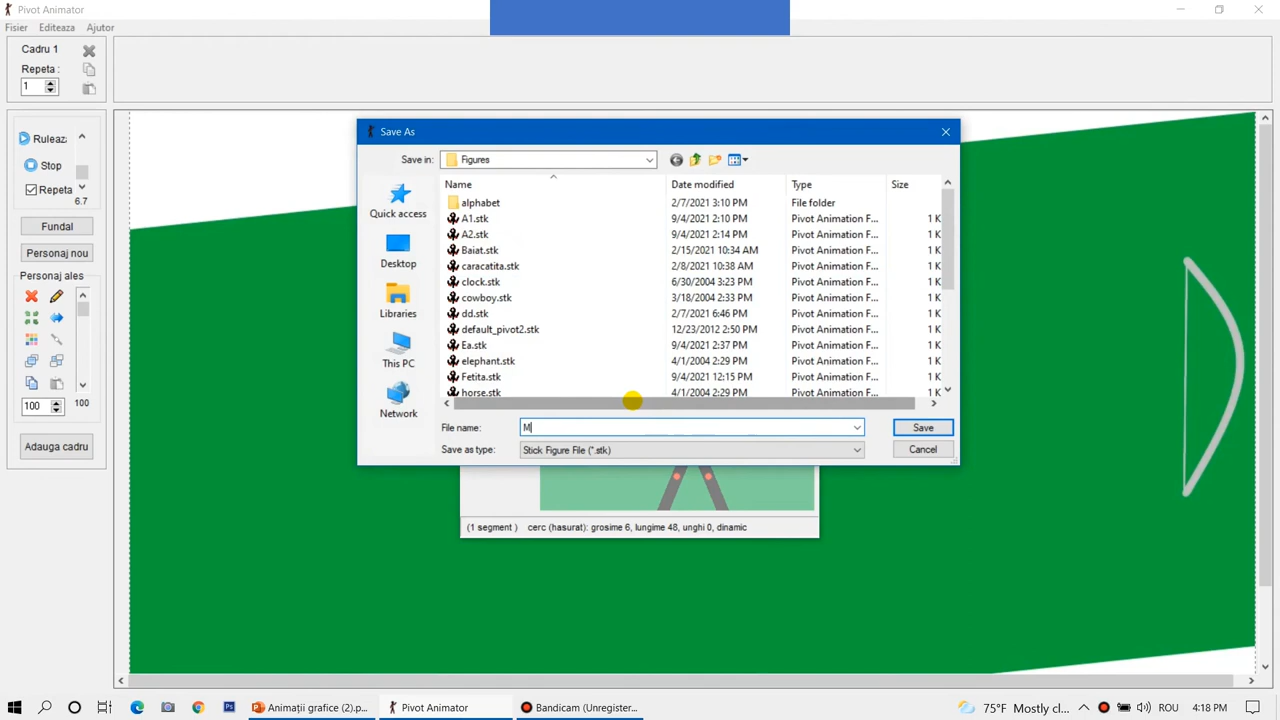 Pivot Animator
Fisier Editeaza Ajutor
Cadru 1
Repeta :
1
Ruleaz
Stop
Repeta
6.7
Fundal
Personaj nou
Personaj ales
100 100
Adauga cadru
Save As
Save in: Figures
Quick access
Desktop
Libraries
This PC
Network
Name Date modified Type Size
alphabet 2/7/2021 3:10 PM File folder
A1.stk 9/4/2021 2:10 PM Pivot Animation F... 1 K
A2.stk 9/4/2021 2:14 PM Pivot Animation F... 1 K
Baiat.stk 2/15/2021 10:34 AM Pivot Animation F... 1 K
caracatita.stk 2/8/2021 10:38 AM Pivot Animation F... 1 K
clock.stk 6/30/2004 3:23 PM Pivot Animation F... 1 K
cowboy.stk 3/18/2004 2:33 PM Pivot Animation F... 1 K
dd.stk 2/7/2021 6:46 PM Pivot Animation F... 1 K
default_pivot2.stk 12/23/2012 2:50 PM Pivot Animation F... 1 K
Ea.stk 9/4/2021 2:37 PM Pivot Animation F... 1 K
elephant.stk 4/1/2004 2:29 PM Pivot Animation F... 1 K
Fetita.stk 9/4/2021 12:15 PM Pivot Animation F... 1 K
horse.stk 4/1/2004 2:29 PM Pivot Animation F... 1 K
File name: M
Save as type: Stick Figure File (*.stk)
Save
Cancel
(1 segment ) cerc (hasurat): grosime 6, lungime 48, unghi 0, dinamic
Animații grafice (2).p...
Pivot Animator
Bandicam (Unregister...
75°F Mostly cl...
ROU
4:18 PM